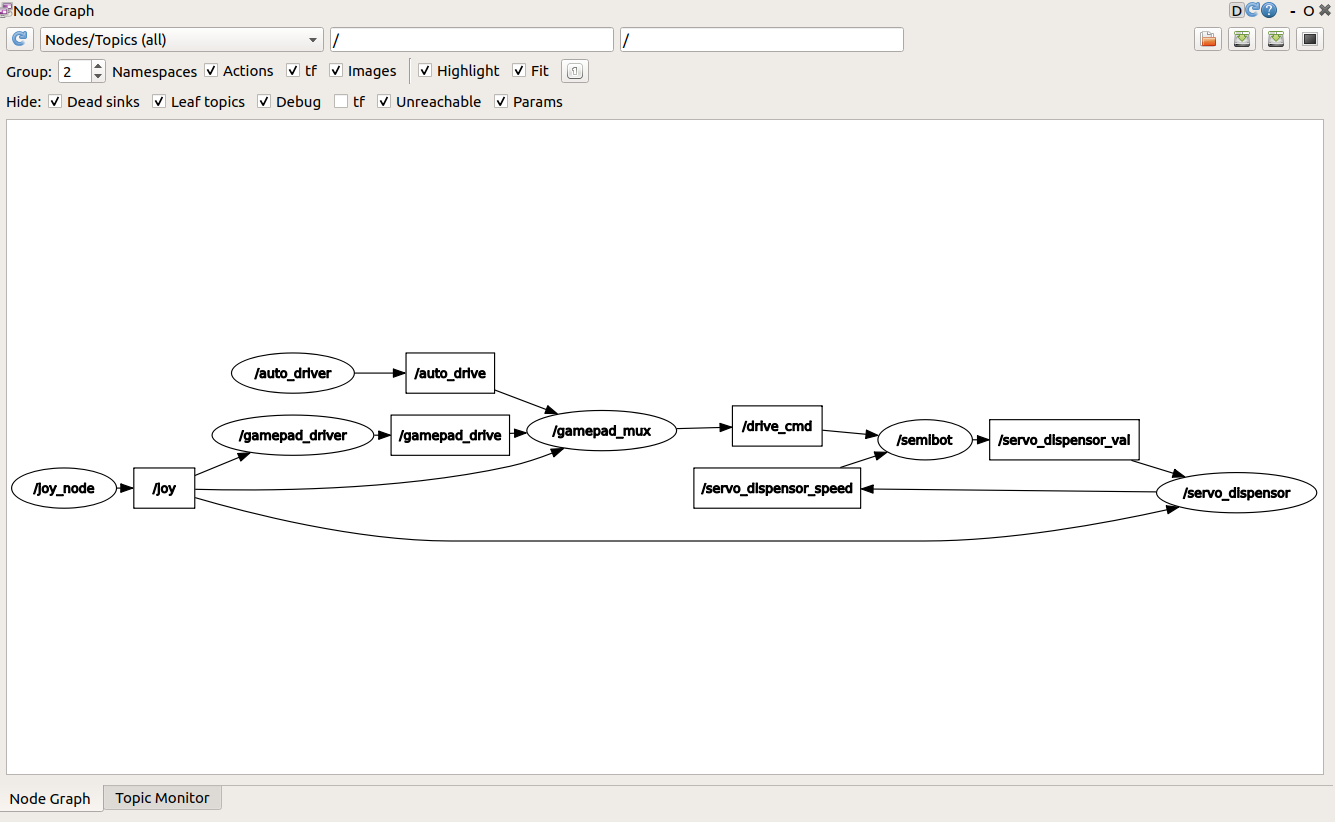 Node Graph
D ? - O
Nodes/Topics (all) / /
Group: 2 Namespaces Actions tf Images Highlight Fit
Hide: Dead sinks Leaf topics Debug tf Unreachable Params
/auto_driver /auto_drive
/gamepad_driver /gamepad_drive /gamepad_mux /drive_cmd /semibot /servo_dispensor_val
/joy_node /joy /servo_dispensor_speed /servo_dispensor
Node Graph Topic Monitor